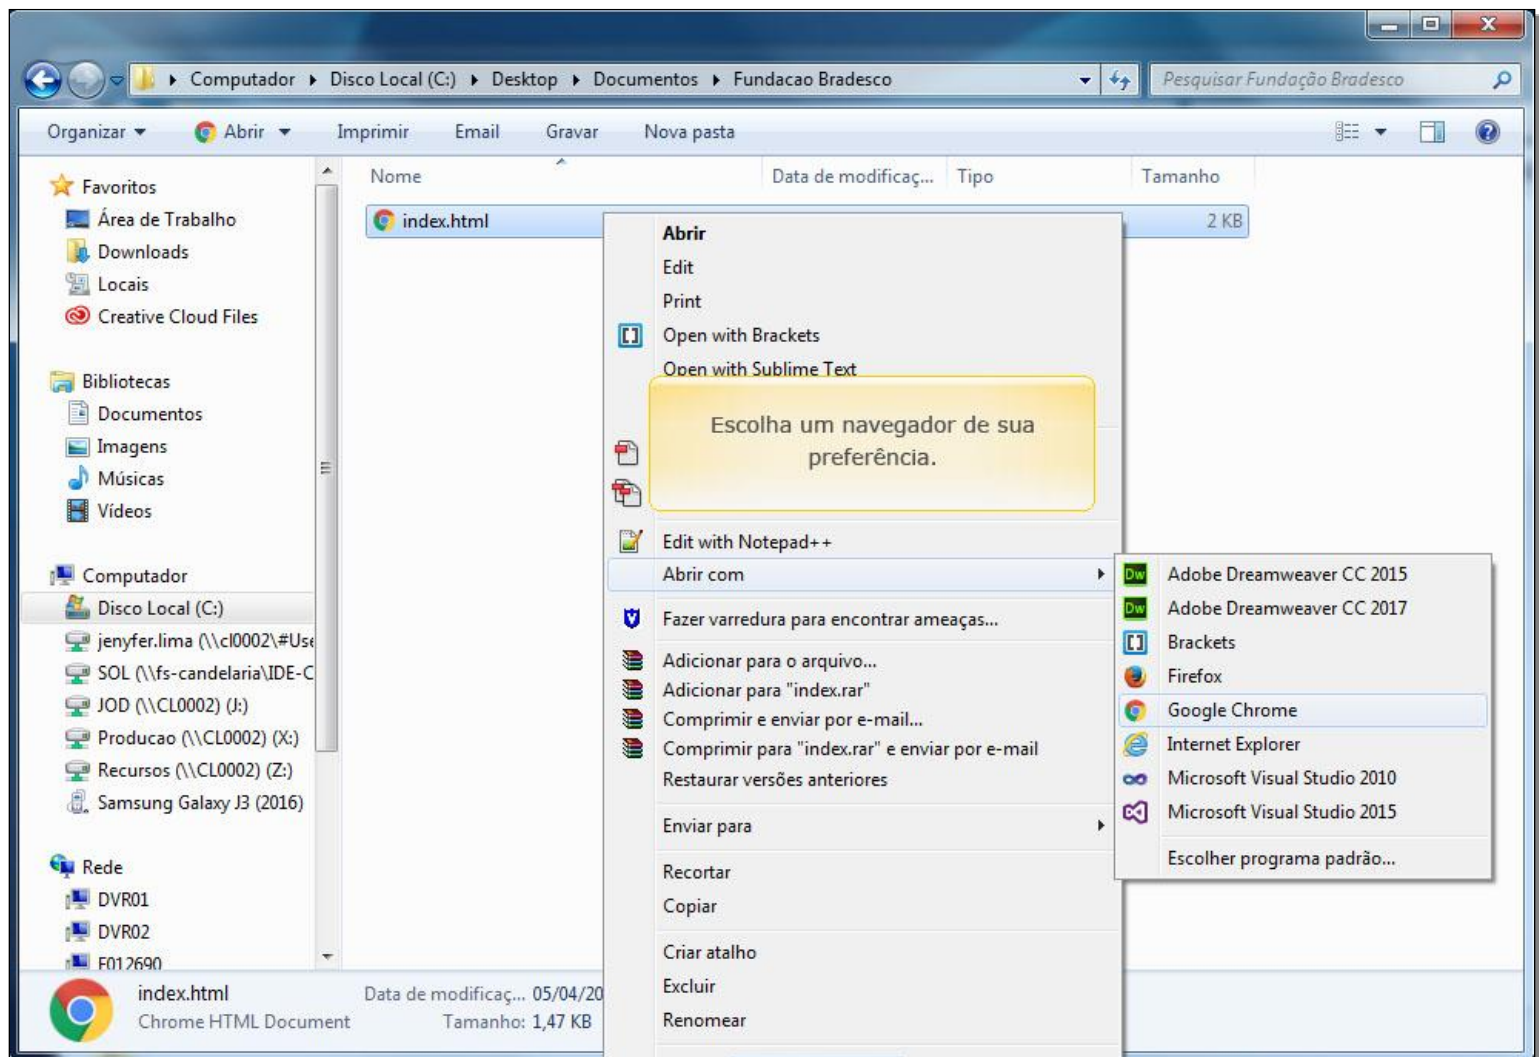 Computador
Disco Local (C:)
Desktop
Documentos
Fundacao Bradesco
Pesquisar Fundação Bradesco
Organizar
Abrir
Imprimir
Email
Gravar
Nova pasta
Favoritos
Área de Trabalho
Downloads
Locais
Creative Cloud Files
Bibliotecas
Documentos
Imagens
Músicas
Vídeos
Computador
Disco Local (C:)
jenyfer.lima (\\cl0002\#Use
SOL (\\fs-candelaria\IDE-C
JOD (\\CL0002) (J:)
Producao (\\CL0002) (X:)
Recursos (\\CL0002) (Z:)
Samsung Galaxy J3 (2016)
Rede
DVR01
DVR02
F012690
Nome
Data de modificaç...
Tipo
Tamanho
index.html
2 KB
Abrir
Edit
Print
Open with Brackets
Open with Sublime Text
Escolha um navegador de sua
preferência.
Edit with Notepad++
Abrir com
Fazer varredura para encontrar ameaças...
Adicionar para o arquivo...
Adicionar para "index.rar"
Comprimir e enviar por e-mail...
Comprimir para "index.rar" e enviar por e-mail
Restaurar versões anteriores
Enviar para
Recortar
Copiar
Criar atalho
Excluir
Renomear
Adobe Dreamweaver CC 2015
Adobe Dreamweaver CC 2017
Brackets
Firefox
Google Chrome
Internet Explorer
Microsoft Visual Studio 2010
Microsoft Visual Studio 2015
Escolher programa padrão...
index.html
Data de modificaç... 05/04/20
Chrome HTML Document
Tamanho: 1,47 KB